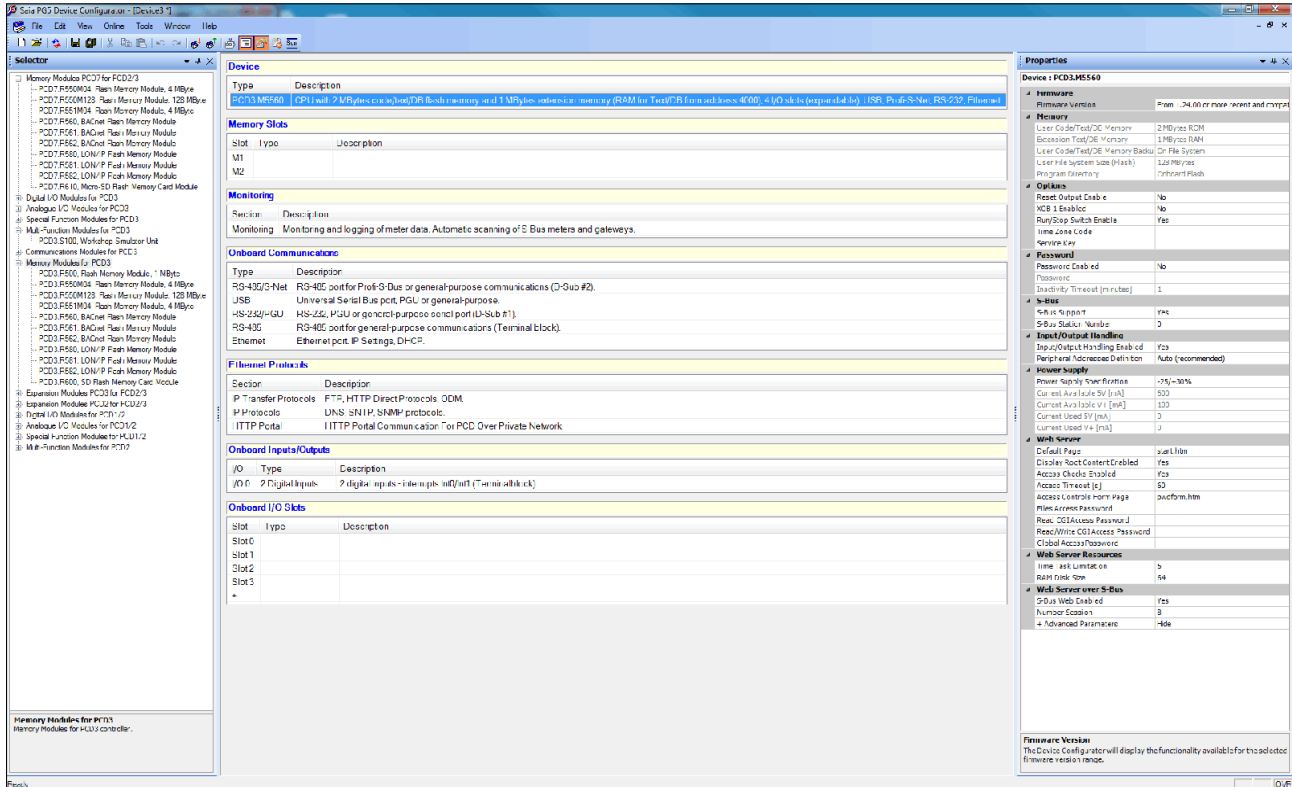 Saia PG5 Device Configurator - [Device3 *]
File Edit View Online Tools Window Help
Selector
Memory Modules PCD7 for PCD2/3
PCD7.R550M04, Flash Memory Module, 4 MByte
PCD7.R550M128, Flash Memory Module, 128 MByte
PCD7.R551M04, Flash Memory Module, 4 MByte
PCD7.R560, BACnet Flash Memory Module
PCD7.R561, BACnet Flash Memory Module
PCD7.R562, BACnet Flash Memory Module
PCD7.R580, LON/IP Flash Memory Module
PCD7.R581, LON/IP Flash Memory Module
PCD7.R582, LON/IP Flash Memory Module
PCD7.R610, Micro-SD Flash Memory Card Module
Digital I/O Modules for PCD3
Analogue I/O Modules for PCD3
Special Function Modules for PCD3
Multi-Function Modules for PCD3
PCD3.S100, Workshop Simulator Unit
Communications Modules for PCD3
Memory Modules for PCD3
PCD3.R500, Flash Memory Module, 1 MByte
PCD3.R550M04, Flash Memory Module, 4 MByte
PCD3.R550M128, Flash Memory Module, 128 MByte
PCD3.R551M04, Flash Memory Module, 4 MByte
PCD3.R560, BACnet Flash Memory Module
PCD3.R561, BACnet Flash Memory Module
PCD3.R562, BACnet Flash Memory Module
PCD3.R580, LON/IP Flash Memory Module
PCD3.R581, LON/IP Flash Memory Module
PCD3.R582, LON/IP Flash Memory Module
PCD3.R600, SD Flash Memory Card Module
Expansion Modules PCD3 for PCD2/3
Expansion Modules PCD2 for PCD2/3
Digital I/O Modules for PCD1/2
Analogue I/O Modules for PCD1/2
Special Function Modules for PCD1/2
Multi-Function Modules for PCD2
Memory Modules for PCD3
Memory Modules for PCD3 controller.
Ready
Device
Type Description
PCD3.M5560 CPU with 2 MBytes code/text/DB flash memory and 1 MBytes extension memory (RAM for Text/DB from address 4000), 4 I/O slots (expandable). USB, Profi-S-Net, RS-232, Ethernet
Memory Slots
Slot Type Description
M1
M2
Monitoring
Section Description
Monitoring Monitoring and logging of meter data. Automatic scanning of S-Bus meters and gateways.
Onboard Communications
Type Description
RS-485/S-Net RS-485 port for Profi-S-Bus or general-purpose communications (D-Sub #2).
USB Universal Serial Bus port, PGU or general-purpose.
RS-232/PGU RS-232, PGU or general-purpose serial port (D-Sub #1).
RS-485 RS-485 port for general-purpose communications (Terminal block).
Ethernet Ethernet port. IP Settings, DHCP.
Ethernet Protocols
Section Description
IP Transfer Protocols FTP, HTTP Direct Protocols, ODM.
IP Protocols DNS, SNTP, SNMP protocols.
HTTP Portal HTTP Portal Communication For PCD Over Private Network
Onboard Inputs/Outputs
I/O Type Description
I/O 0 2 Digital Inputs 2 digital inputs - interrupts Int0/Int1 (Terminalblock)
Onboard I/O Slots
Slot Type Description
Slot 0
Slot 1
Slot 2
Slot 3
+
Properties
Device : PCD3.M5560
Firmware
Firmware Version From 1.24.00 or more recent and compat
Memory
User Code/Text/DB Memory 2 MBytes ROM
Extension Text/DB Memory 1 MBytes RAM
User Code/Text/DB Memory Backu On File System
User File System Size (Flash) 128 MBytes
Program Directory Onboard Flash
Options
Reset Output Enable No
XOB 1 Enabled No
Run/Stop Switch Enable Yes
Time Zone Code
Service Key
Password
Password Enabled No
Password
Inactivity Timeout [minutes] 1
S-Bus
S-Bus Support Yes
S-Bus Station Number 0
Input/Output Handling
Input/Output Handling Enabled Yes
Peripheral Addresses Definition Auto (recommended)
Power Supply
Power Supply Specification -25/+30%
Current Available 5V [mA] 600
Current Available V+ [mA] 100
Current Used 5V [mA] 0
Current Used V+ [mA] 0
Web Server
Default Page start.htm
Display Root Content Enabled Yes
Access Checks Enabled Yes
Access Timeout [s] 60
Access Controls Form Page pwdform.htm
Files Access Password
Read CGI Access Password
Read/Write CGI Access Password
Global Access Password
Web Server Resources
Time Task Limitation 5
RAM Disk Size 64
Web Server over S-Bus
S-Bus Web Enabled Yes
Number Session 8
+ Advanced Parameters Hide
Firmware Version
The Device Configurator will display the functionality available for the selected
firmware version range.
OVR